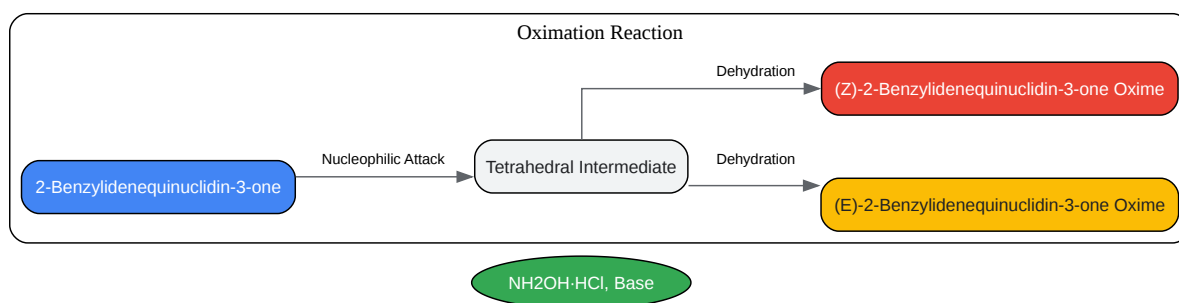 Oximation Reaction
Dehydration
(Z)-2-Benzylidenequinuclidin-3-one Oxime
Nucleophilic Attack
Tetrahedral Intermediate
Dehydration
2-Benzylidenequinuclidin-3-one
(E)-2-Benzylidenequinuclidin-3-one Oxime
NH2OH·HCl, Base